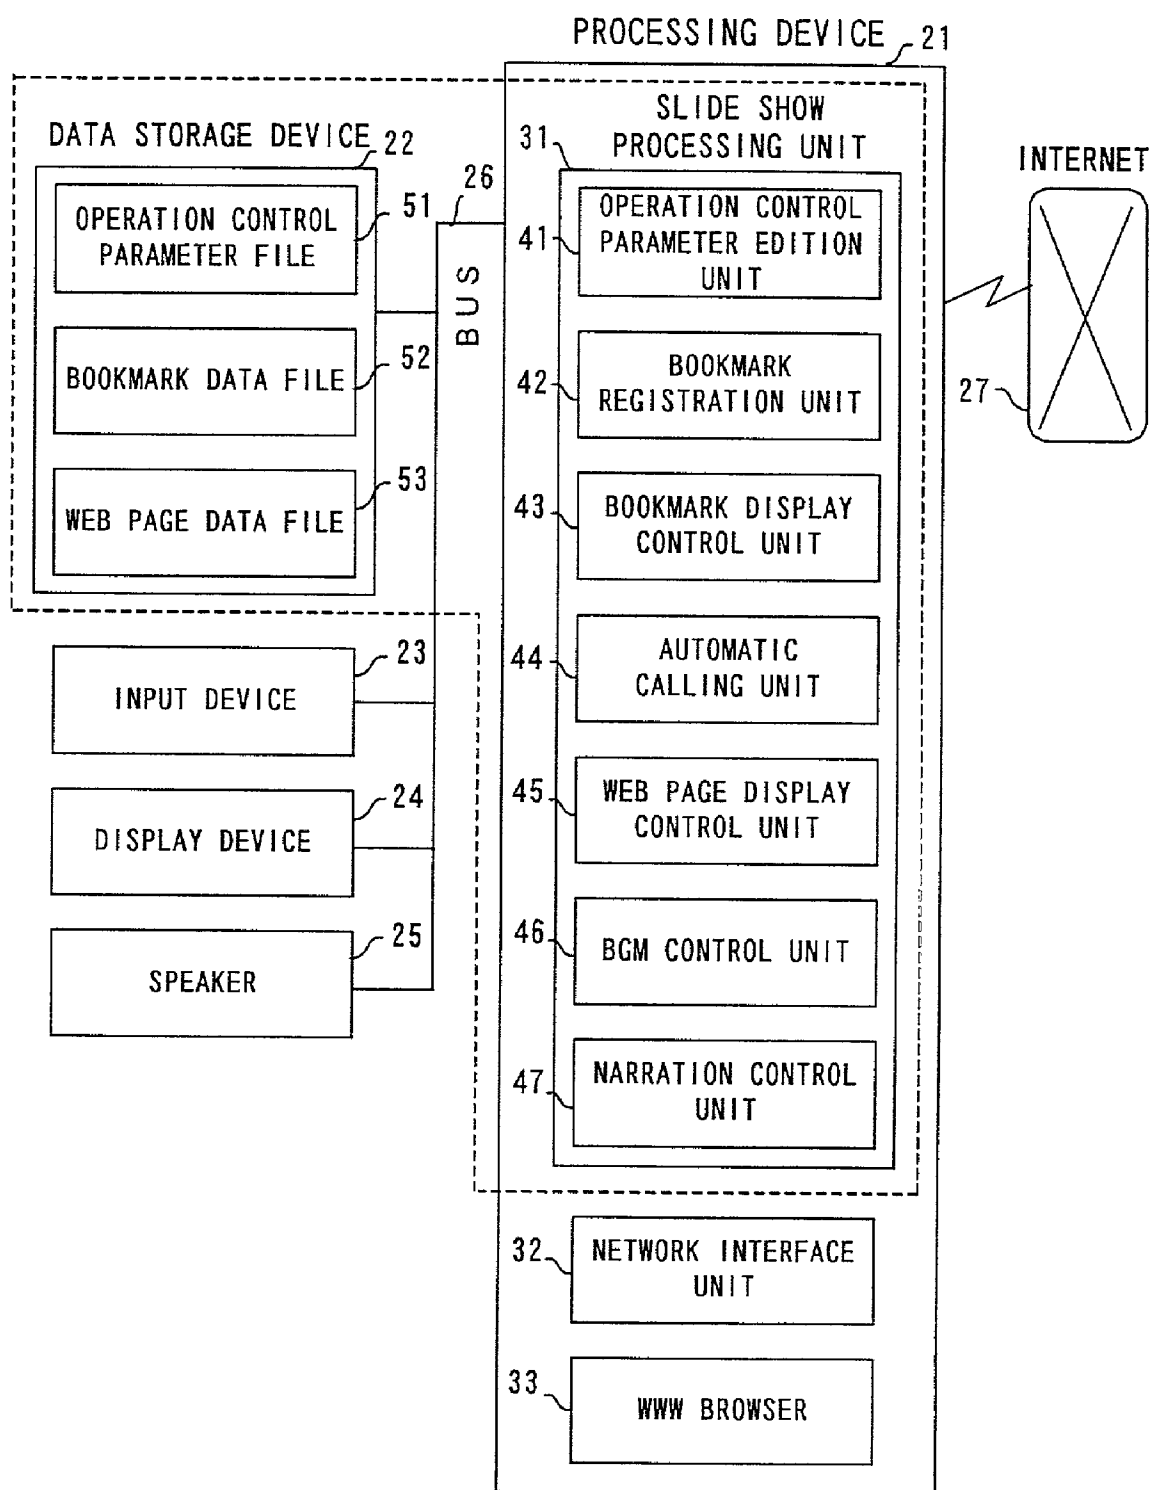 PROCESSING DEVICE 21
DATA STORAGE DEVICE
22
OPERATION CONTROL
PARAMETER FILE
51
BOOKMARK DATA FILE
52
WEB PAGE DATA FILE
53
26
BUS
INPUT DEVICE
23
DISPLAY DEVICE
24
SPEAKER
25
SLIDE SHOW
PROCESSING UNIT
31
OPERATION CONTROL
PARAMETER EDITION
UNIT
41
BOOKMARK
REGISTRATION UNIT
42
BOOKMARK DISPLAY
CONTROL UNIT
43
AUTOMATIC
CALLING UNIT
44
WEB PAGE DISPLAY
CONTROL UNIT
45
BGM CONTROL UNIT
46
NARRATION CONTROL
UNIT
47
NETWORK INTERFACE
UNIT
32
WWW BROWSER
33
INTERNET
27